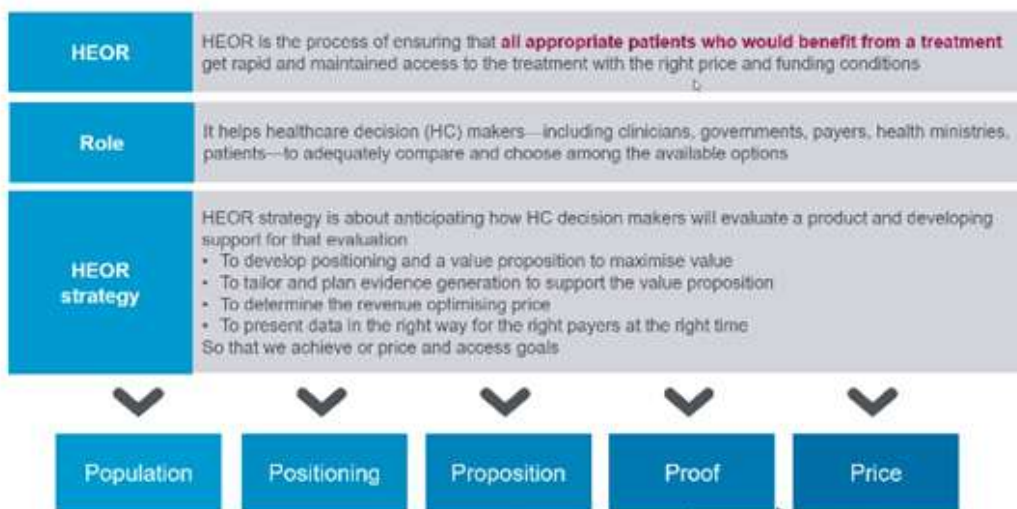 HEOR
HEOR is the process of ensuring that all appropriate patients who would benefit from a treatment
get rapid and maintained access to the treatment with the right price and funding conditions
Role
It helps healthcare decision (HC) makers—including clinicians, governments, payers, health ministries,
patients—to adequately compare and choose among the available options
HEOR
strategy
HEOR strategy is about anticipating how HC decision makers will evaluate a product and developing
support for that evaluation
• To develop positioning and a value proposition to maximise value
• To tailor and plan evidence generation to support the value proposition
• To determine the revenue optimising price
• To present data in the right way for the right payers at the right time
So that we achieve or price and access goals
Population
Positioning
Proposition
Proof
Price